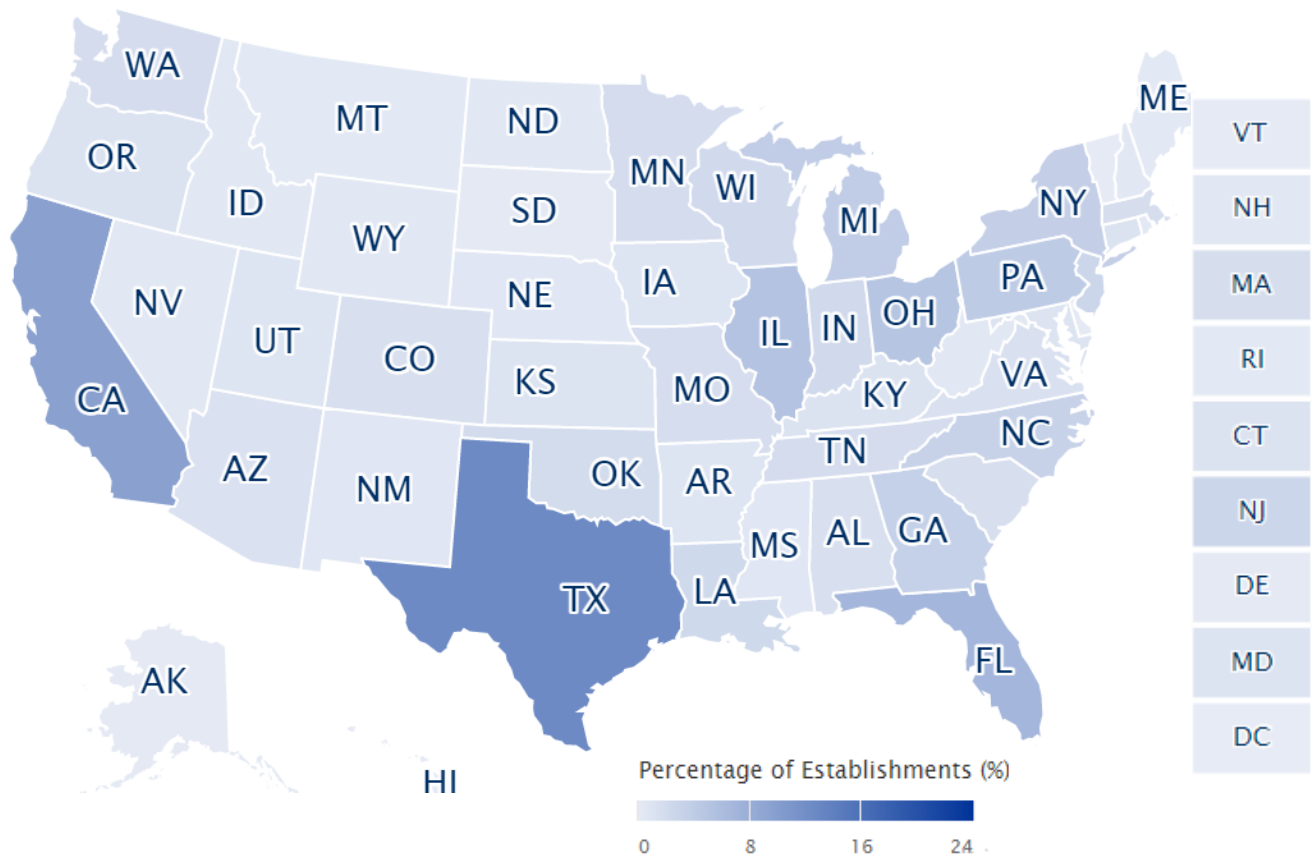 WA
MT
ND
ME
VT
OR
MN
WI
ID
SD
MI
NY
NH
WY
PA
MA
NV
NE
IA
IL
IN
OH
UT
CO
RI
KS
MO
KY
VA
CA
CT
AZ
NM
OK
AR
TN
NC
NJ
MS
AL
GA
TX
LA
DE
FL
MD
AK
DC
HI
Percentage of Establishments (%)
0 8 16 24